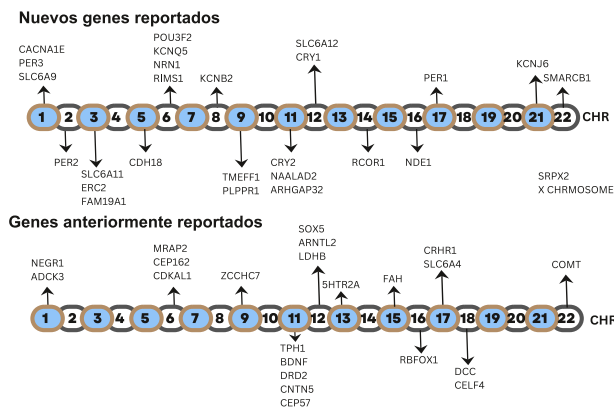 Nuevos genes reportados
CACNA1E
PER3
SLC6A9
POU3F2
KCNQ5
NRN1
RIMS1
KCNB2
SLC6A12
CRY1
PER1
KCNJ6
SMARCB1
1 2 3 4 5 6 7 8 9 10 11 12 13 14 15 16 17 18 19 20 21 22 CHR
PER2
SLC6A11
ERC2
FAM19A1
CDH18
TMEFF1
PLPPR1
CRY2
NAALAD2
ARHGAP32
RCOR1
NDE1
SRPX2
X CHRMOSOME
Genes anteriormente reportados
NEGR1
ADCK3
MRAP2
CEP162
CDKAL1
ZCCHC7
SOX5
ARNTL2
LDHB
5HTR2A
FAH
CRHR1
SLC6A4
COMT
1 2 3 4 5 6 7 8 9 10 11 12 13 14 15 16 17 18 19 20 21 22 CHR
TPH1
BDNF
DRD2
CNTN5
CEP57
RBFOX1
DCC
CELF4